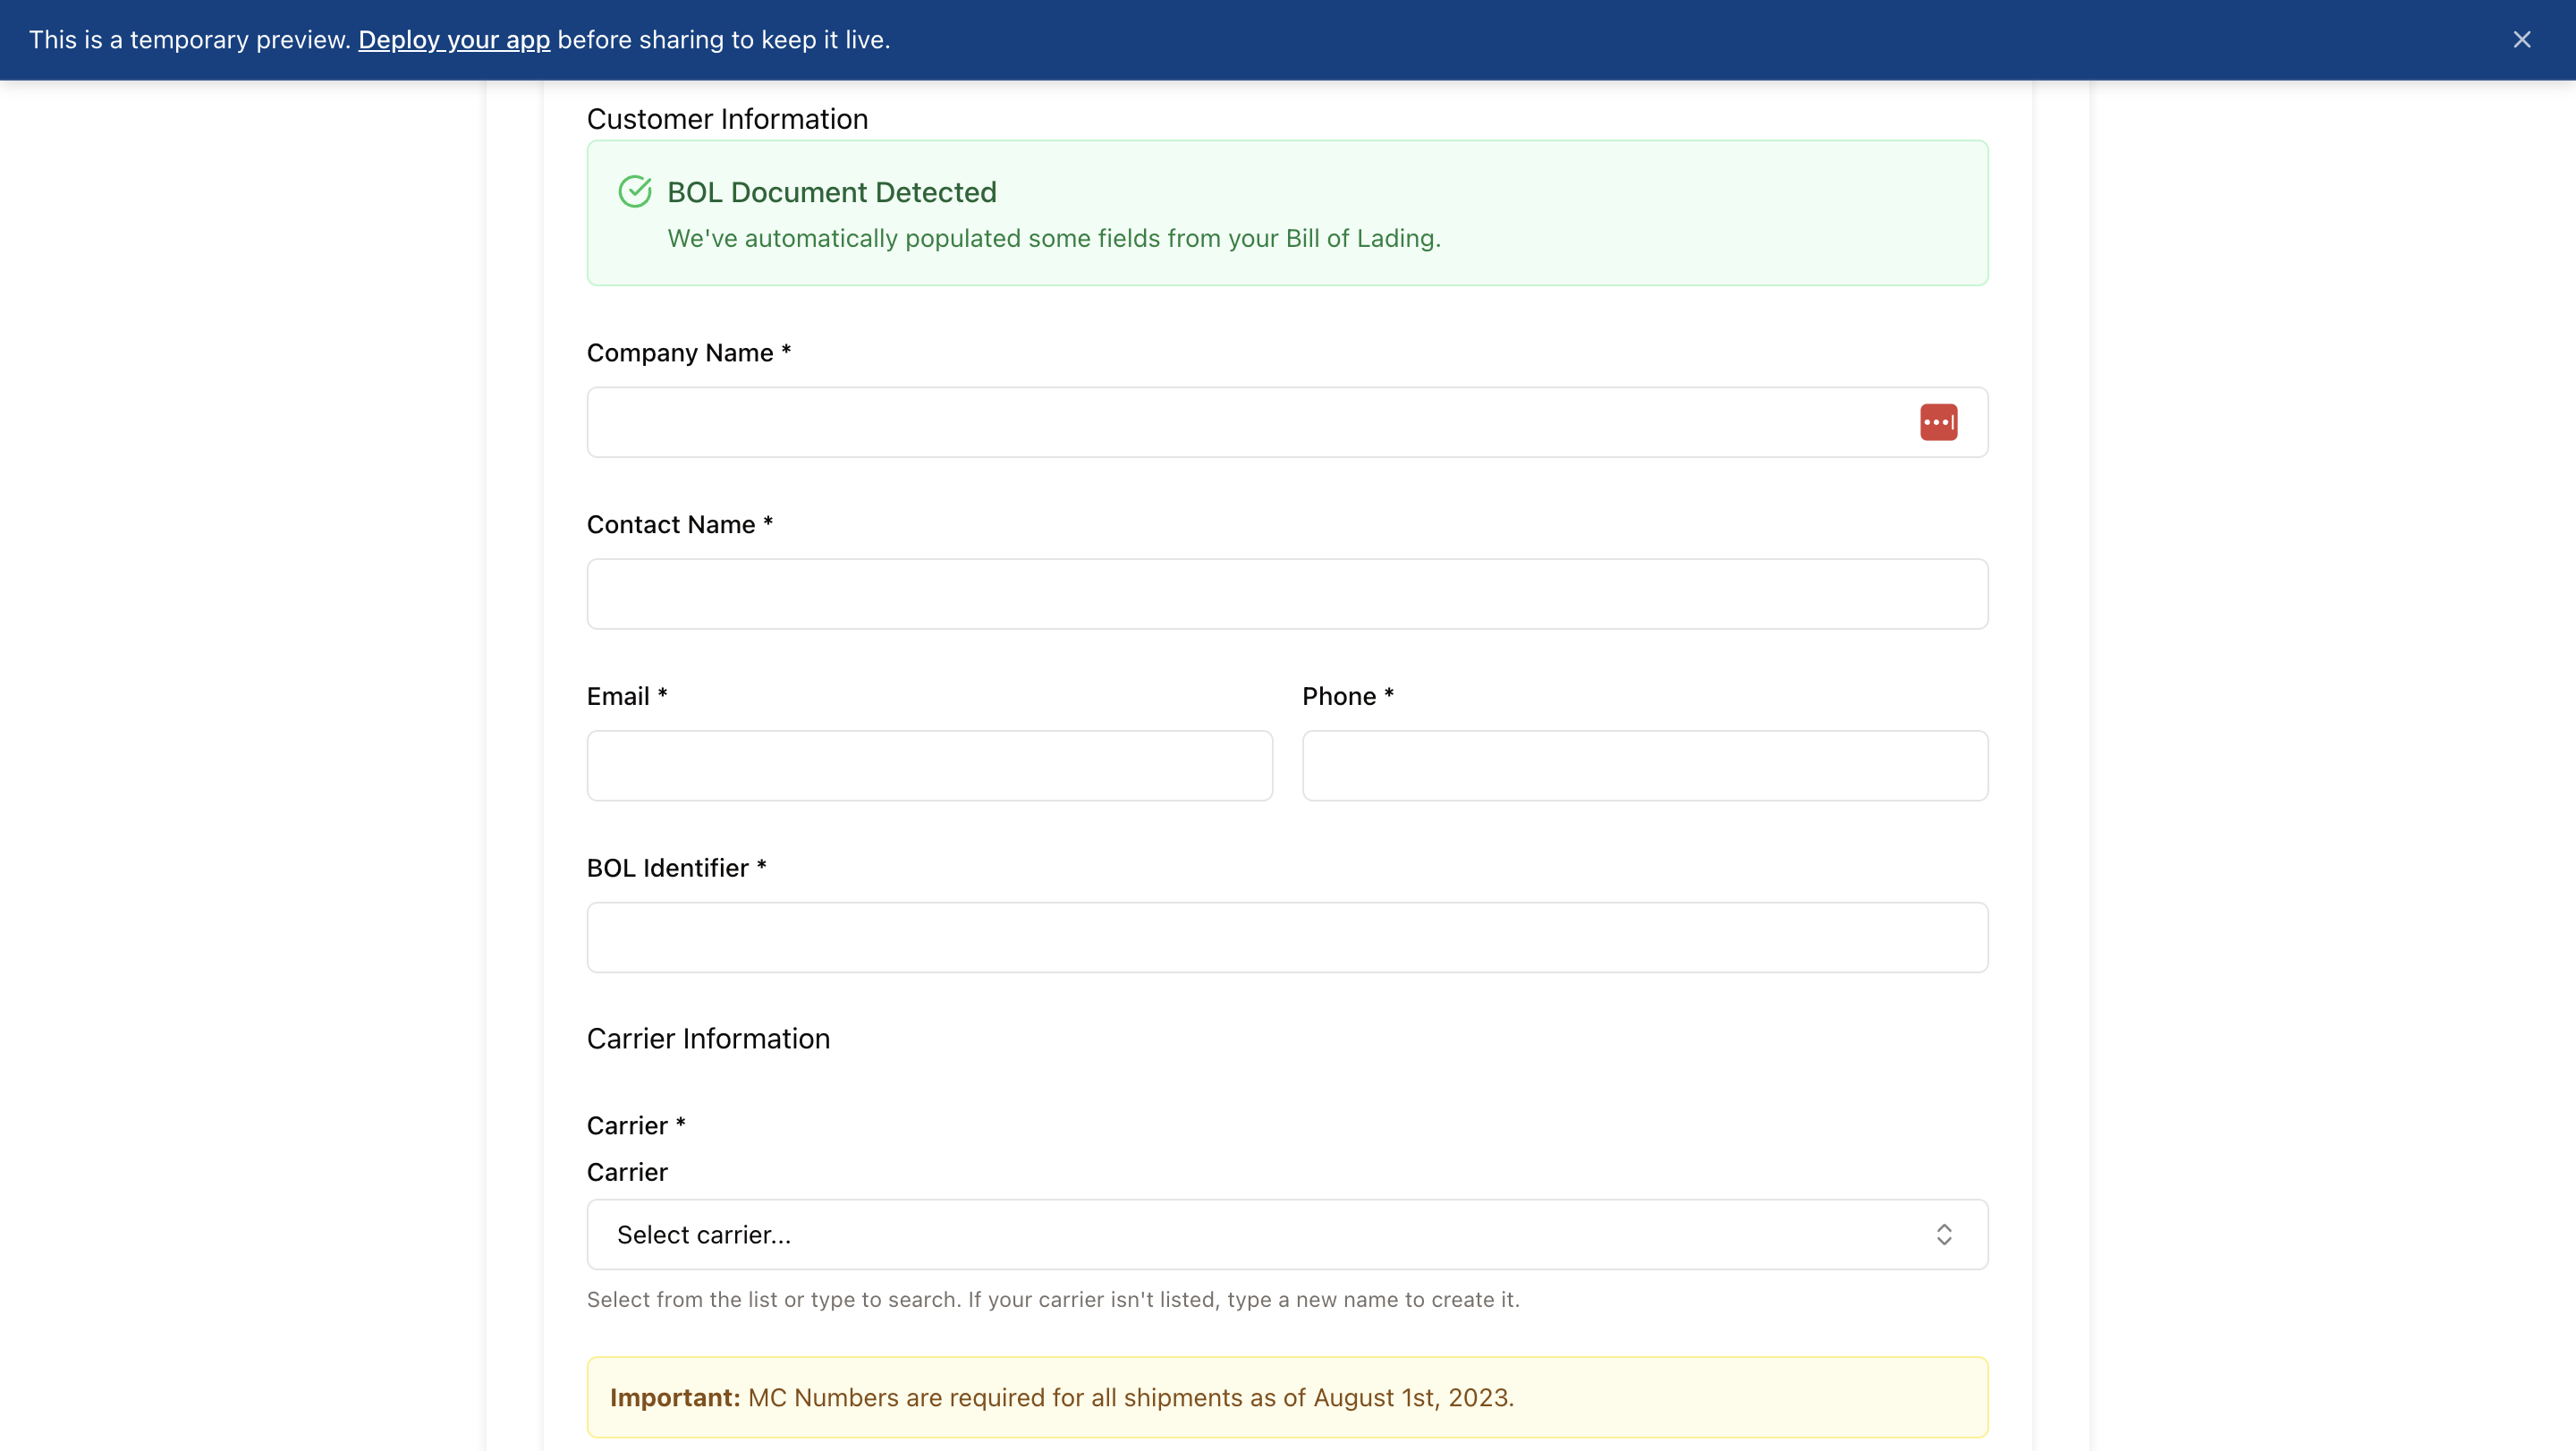 This is a temporary preview. Deploy your app before sharing to keep it live.
Customer Information
BOL Document Detected
We've automatically populated some fields from your Bill of Lading.
Company Name *
Contact Name *
Email *
Phone *
BOL Identifier *
Carrier Information
Carrier *
Carrier
Select carrier...
Select from the list or type to search. If your carrier isn't listed, type a new name to create it.
Important: MC Numbers are required for all shipments as of August 1st, 2023.